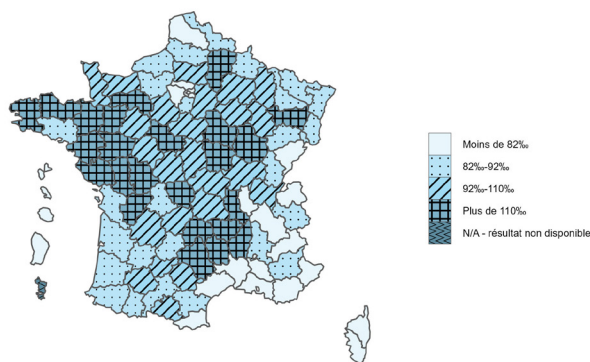 Moins de 82‰
82‰-92‰
92‰-110‰
Plus de 110‰
N/A - résultat non disponible